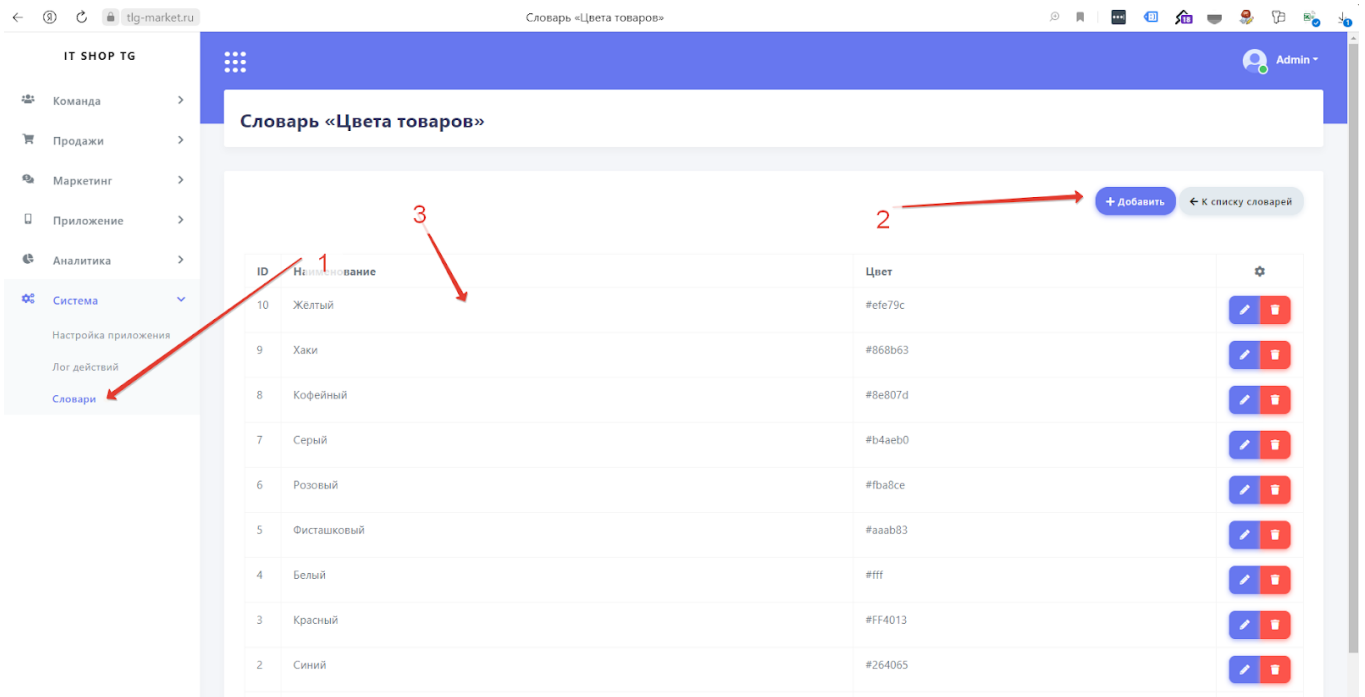 tlg-market.ru
Словарь «Цвета товаров»
18
1
IT SHOP TG
Admin
Команда
Продажи
Маркетинг
Приложение
Аналитика
Система
Настройка приложения
Лог действий
Словари
Словарь «Цвета товаров»
1
2
3
+ Добавить
← К списку словарей
ID Наименование Цвет
10 Жёлтый #efe79c
9 Хаки #868b63
8 Кофейный #8e807d
7 Серый #b4aeb0
6 Розовый #fba8ce
5 Фисташковый #aaab83
4 Белый #fff
3 Красный #FF4013
2 Синий #264065